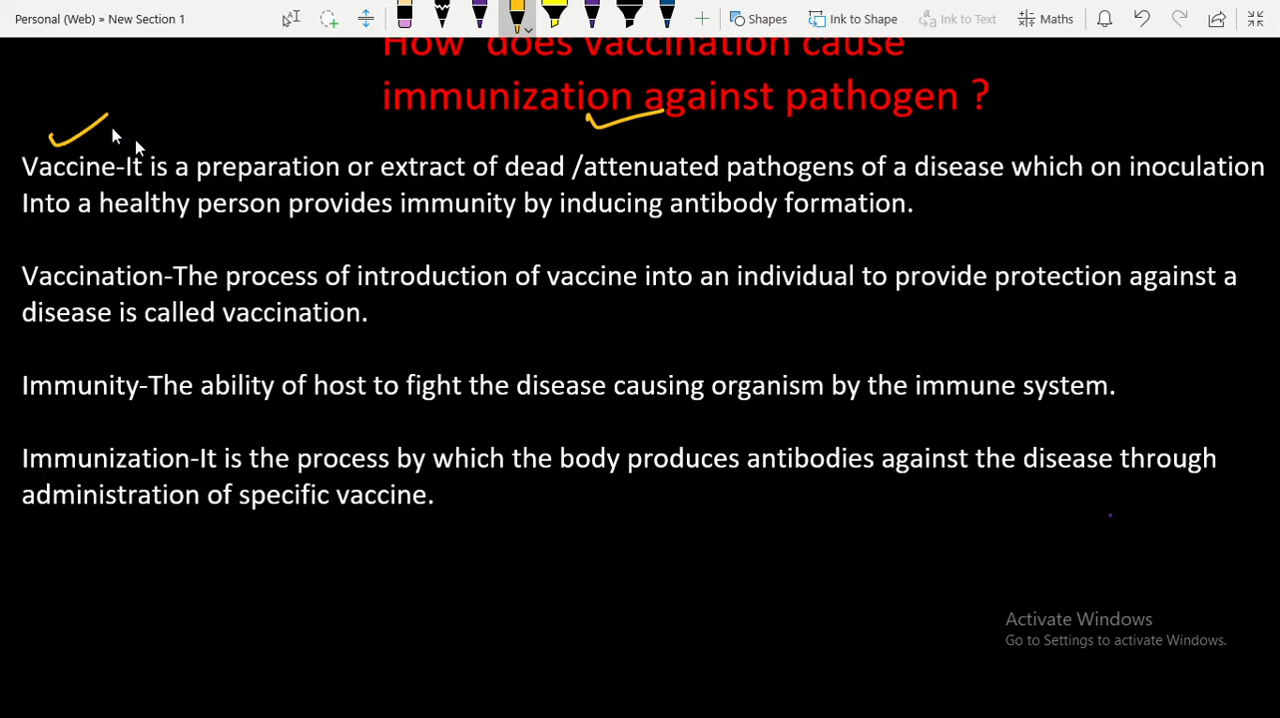 Personal (Web) » New Section 1
Shapes
Ink to Shape
Ink to Text
Maths
How does vaccination cause
immunization against pathogen ?
Vaccine-It is a preparation or extract of dead /attenuated pathogens of a disease which on inoculation
Into a healthy person provides immunity by inducing antibody formation.
Vaccination-The process of introduction of vaccine into an individual to provide protection against a
disease is called vaccination.
Immunity-The ability of host to fight the disease causing organism by the immune system.
Immunization-It is the process by which the body produces antibodies against the disease through
administration of specific vaccine.
Activate Windows
Go to Settings to activate Windows.